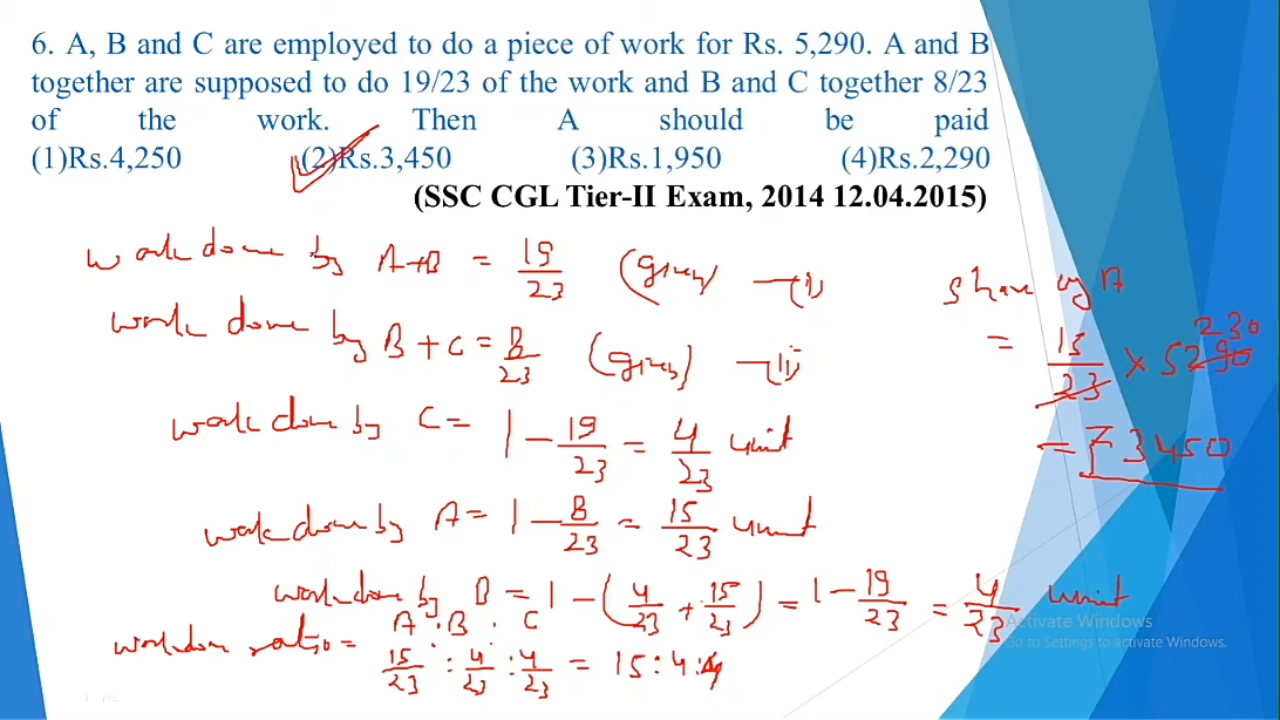 6. A, B and C are employed to do a piece of work for Rs. 5,290. A and B
together are supposed to do 19/23 of the work and B and C together 8/23
of the work. Then A should be paid
(1)Rs.4,250 (2)Rs.3,450 (3)Rs.1,950 (4)Rs.2,290
(SSC CGL Tier-II Exam, 2014 12.04.2015)
work done by A+B = 19/23 (given) —(i)
work done by B+C = 8/23 (given) —(ii)
work done by C = 1 - 19/23 = 4/23 unit
work done by A = 1 - 8/23 = 15/23 unit
work done by B = 1 - (4/23 + 15/23) = 1 - 19/23 = 4/23 unit
A : B : C
work done ratio = 15/23 : 4/23 : 4/23 = 15:4:4
share of A
230
= 15/23 × 5290
= ₹3450
Activate Windows
Go to Settings to activate Windows.